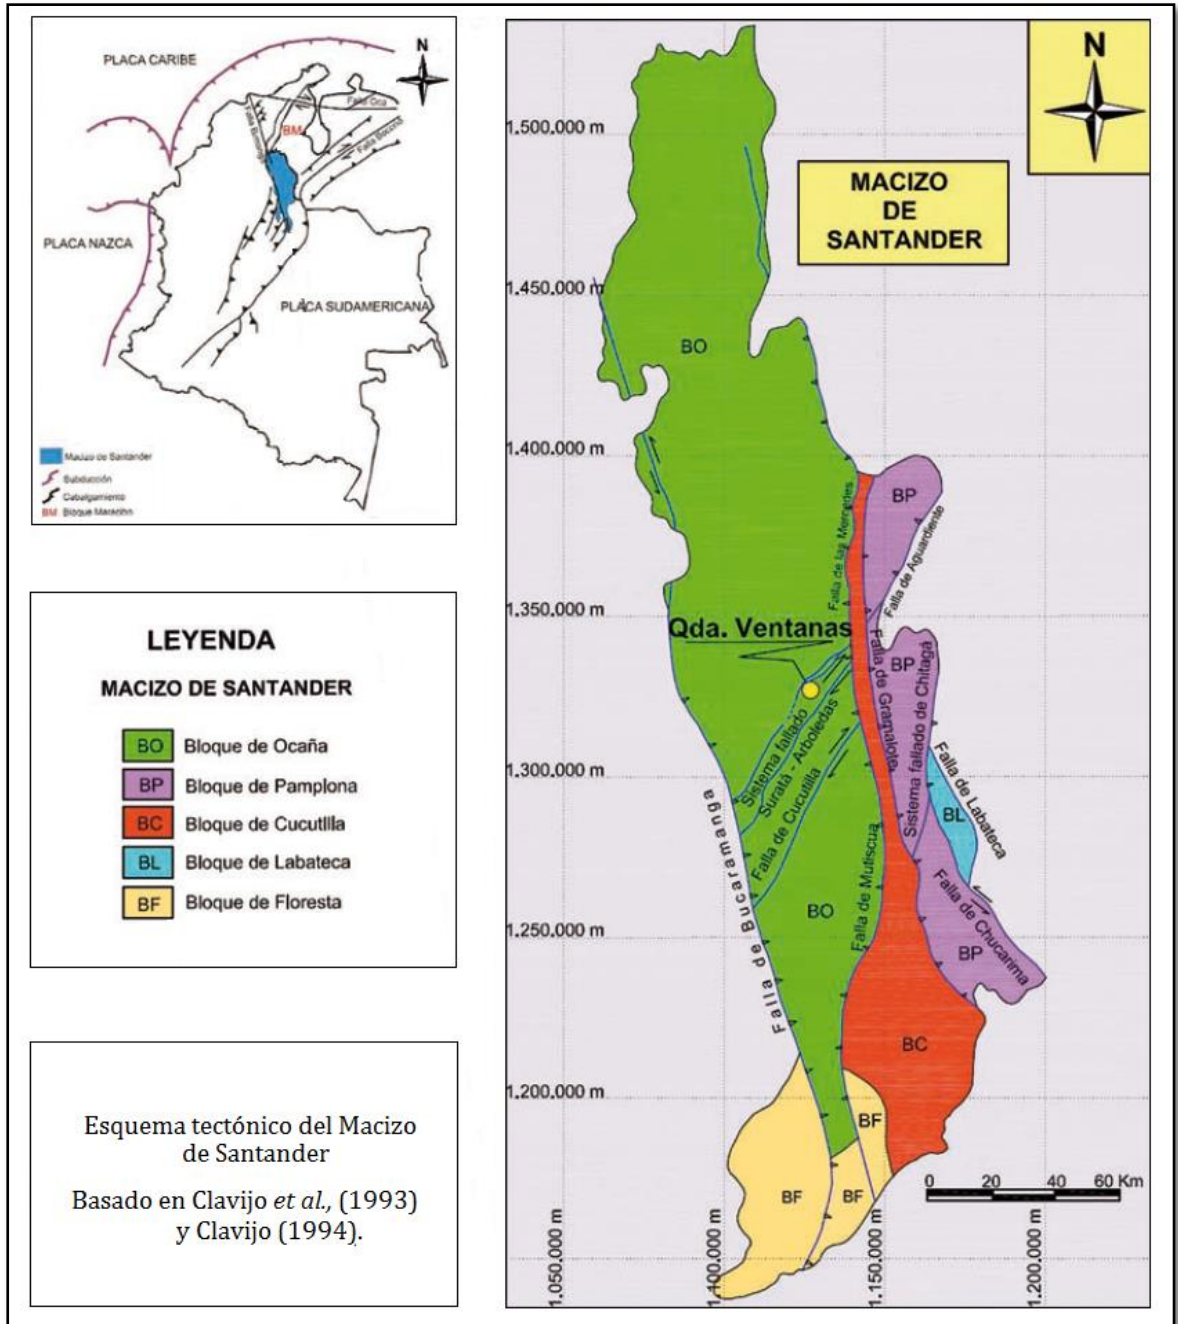 PLACA CARIBE
N
Falla Oca
BM
Falla Boconó
PLACA NAZCA
PLACA SUDAMERICANA
Macizo de Santander
Subducción
Cabalgamiento
BM
LEYENDA
MACIZO DE SANTANDER
BO Bloque de Ocaña
BP Bloque de Pamplona
BC Bloque de Cucutilla
BL Bloque de Labateca
BF Bloque de Floresta
Esquema tectónico del Macizo
de Santander
Basado en Clavijo et al., (1993)
y Clavijo (1994).
N
MACIZO
DE
SANTANDER
1.500.000 m
1.450.000 m
BO
1.400.000 m
BP
Falla de las Mercedes
Falla de Aguardiente
1.350.000 m
Qda. Ventanas
Falla de Gramalote
BP
Sistema fallado de Chitagá
1.300.000 m
Sistema fallado
Suratá - Arboledas
Falla de Cucutilla
Falla de Labateca
BL
Falla de Bucaramanga
Falla de Mutiscua
BO
Falla de Chucarima
1.250.000 m
BP
BC
1.200.000 m
BF
BF
BF
0 20 40 60 Km
1.050.000 m
1.100.000 m
1.150.000 m
1.200.000 m